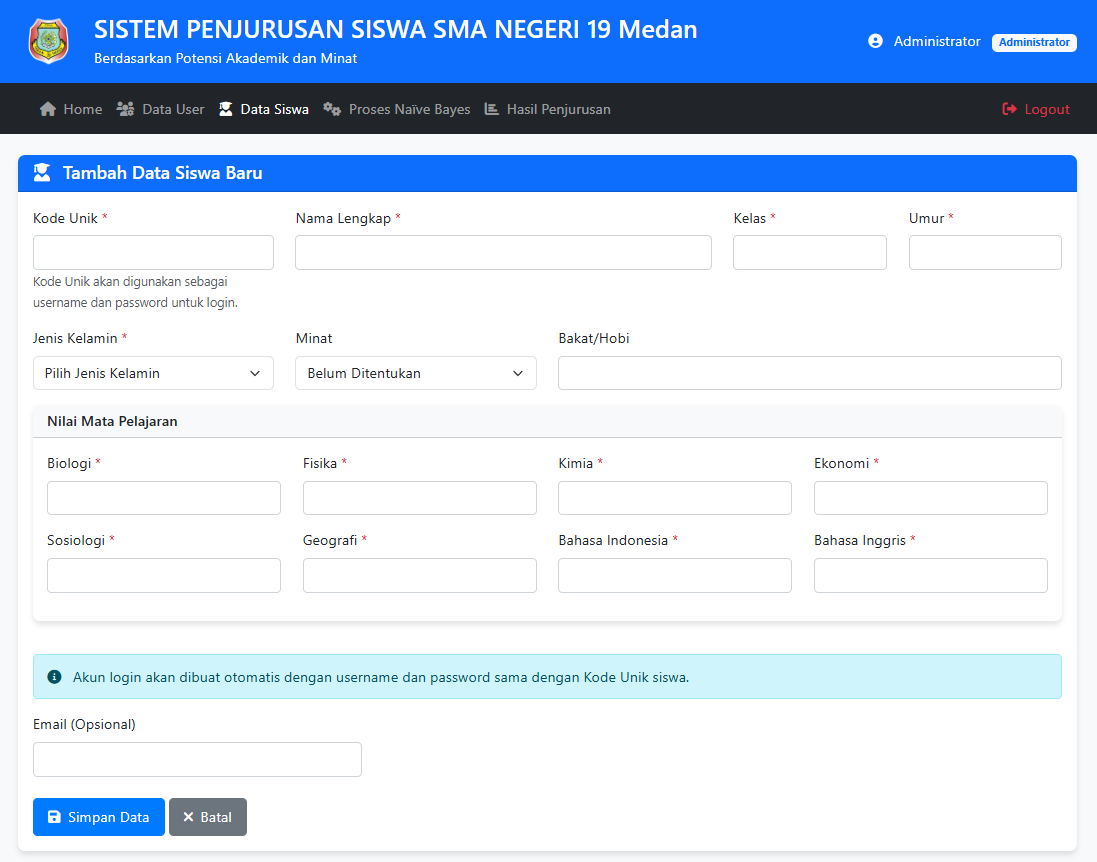 SISTEM PENJURUSAN SISWA SMA NEGERI 19 Medan
Berdasarkan Potensi Akademik dan Minat
Administrator Administrator
Home Data User Data Siswa Proses Naïve Bayes Hasil Penjurusan Logout
Tambah Data Siswa Baru
Kode Unik * Nama Lengkap * Kelas * Umur *
Kode Unik akan digunakan sebagai
username dan password untuk login.
Jenis Kelamin * Minat Bakat/Hobi
Pilih Jenis Kelamin Belum Ditentukan
Nilai Mata Pelajaran
Biologi * Fisika * Kimia * Ekonomi *
Sosiologi * Geografi * Bahasa Indonesia * Bahasa Inggris *
Akun login akan dibuat otomatis dengan username dan password sama dengan Kode Unik siswa.
Email (Opsional)
Simpan Data Batal